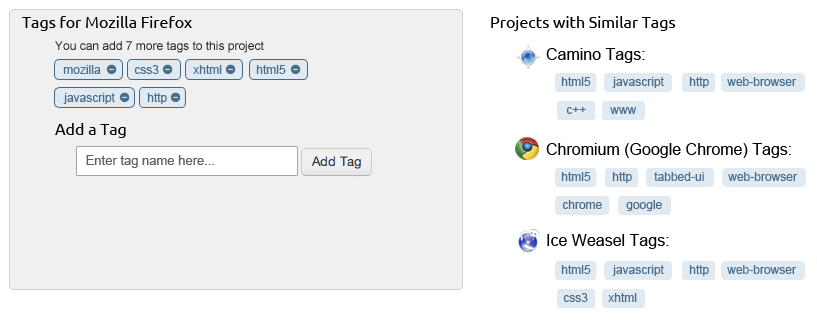 Tags for Mozilla Firefox
You can add 7 more tags to this project
mozilla css3 xhtml html5
javascript http
Add a Tag
Enter tag name here... Add Tag
Projects with Similar Tags
Camino Tags:
html5 javascript http web-browser
c++ www
Chromium (Google Chrome) Tags:
html5 http tabbed-ui web-browser
chrome google
Ice Weasel Tags:
html5 javascript http web-browser
css3 xhtml